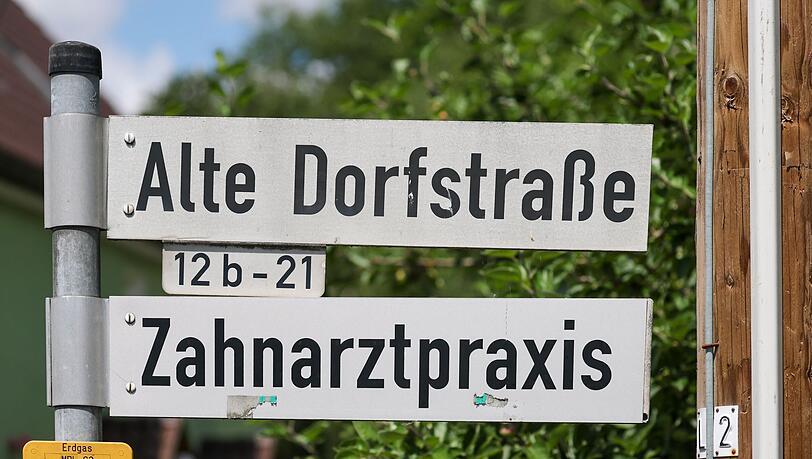 Alte Dorfstraße
12 b - 21
Zahnarztpraxis
Erdgas
2